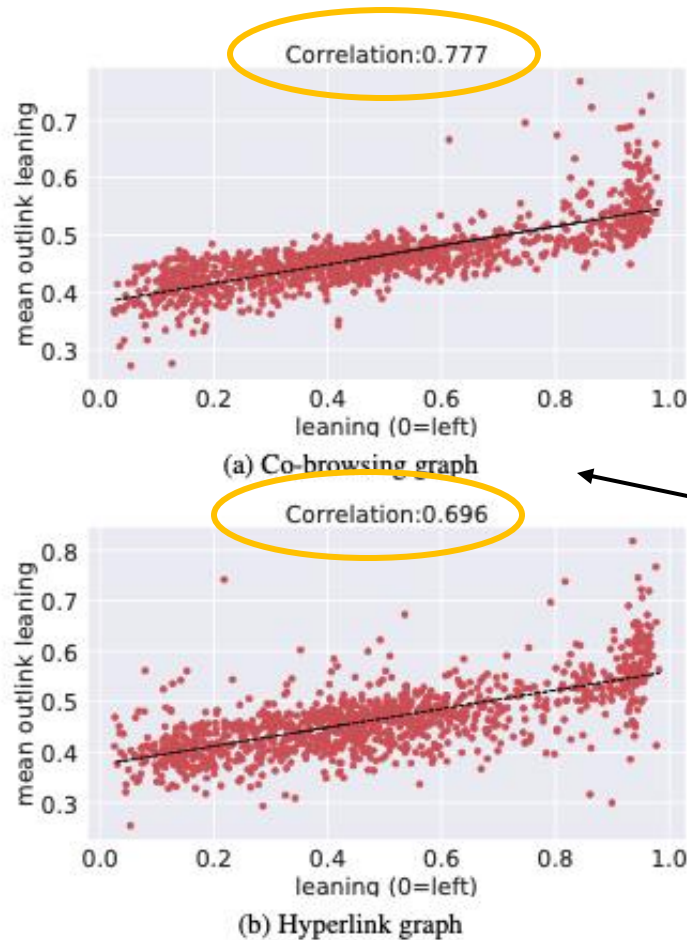 Correlation:0.777
mean outlink leaning
0.7
0.6
0.5
0.4
0.3
0.0 0.2 0.4 0.6 0.8 1.0
leaning (0=left)
(a) Co-browsing graph
Correlation:0.696
mean outlink leaning
0.8
0.7
0.6
0.5
0.4
0.3
0.0 0.2 0.4 0.6 0.8 1.0
leaning (0=left)
(b) Hyperlink graph